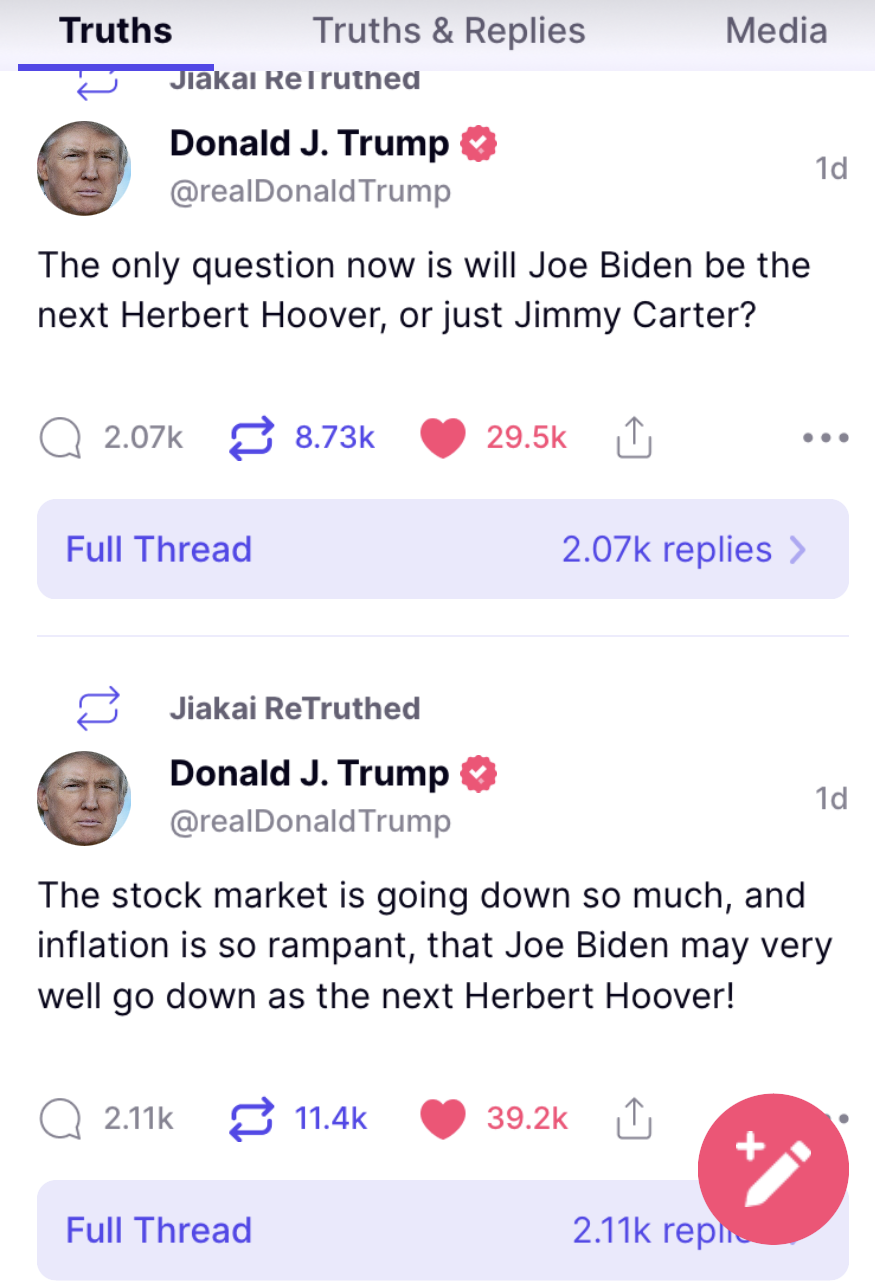 Truths Truths & Replies Media
Jiakai ReTruthed
Donald J. Trump
1d
@realDonaldTrump
The only question now is will Joe Biden be the
next Herbert Hoover, or just Jimmy Carter?
2.07k 8.73k 29.5k
Full Thread 2.07k replies
Jiakai ReTruthed
Donald J. Trump
1d
@realDonaldTrump
The stock market is going down so much, and
inflation is so rampant, that Joe Biden may very
well go down as the next Herbert Hoover!
2.11k 11.4k 39.2k
Full Thread 2.11k